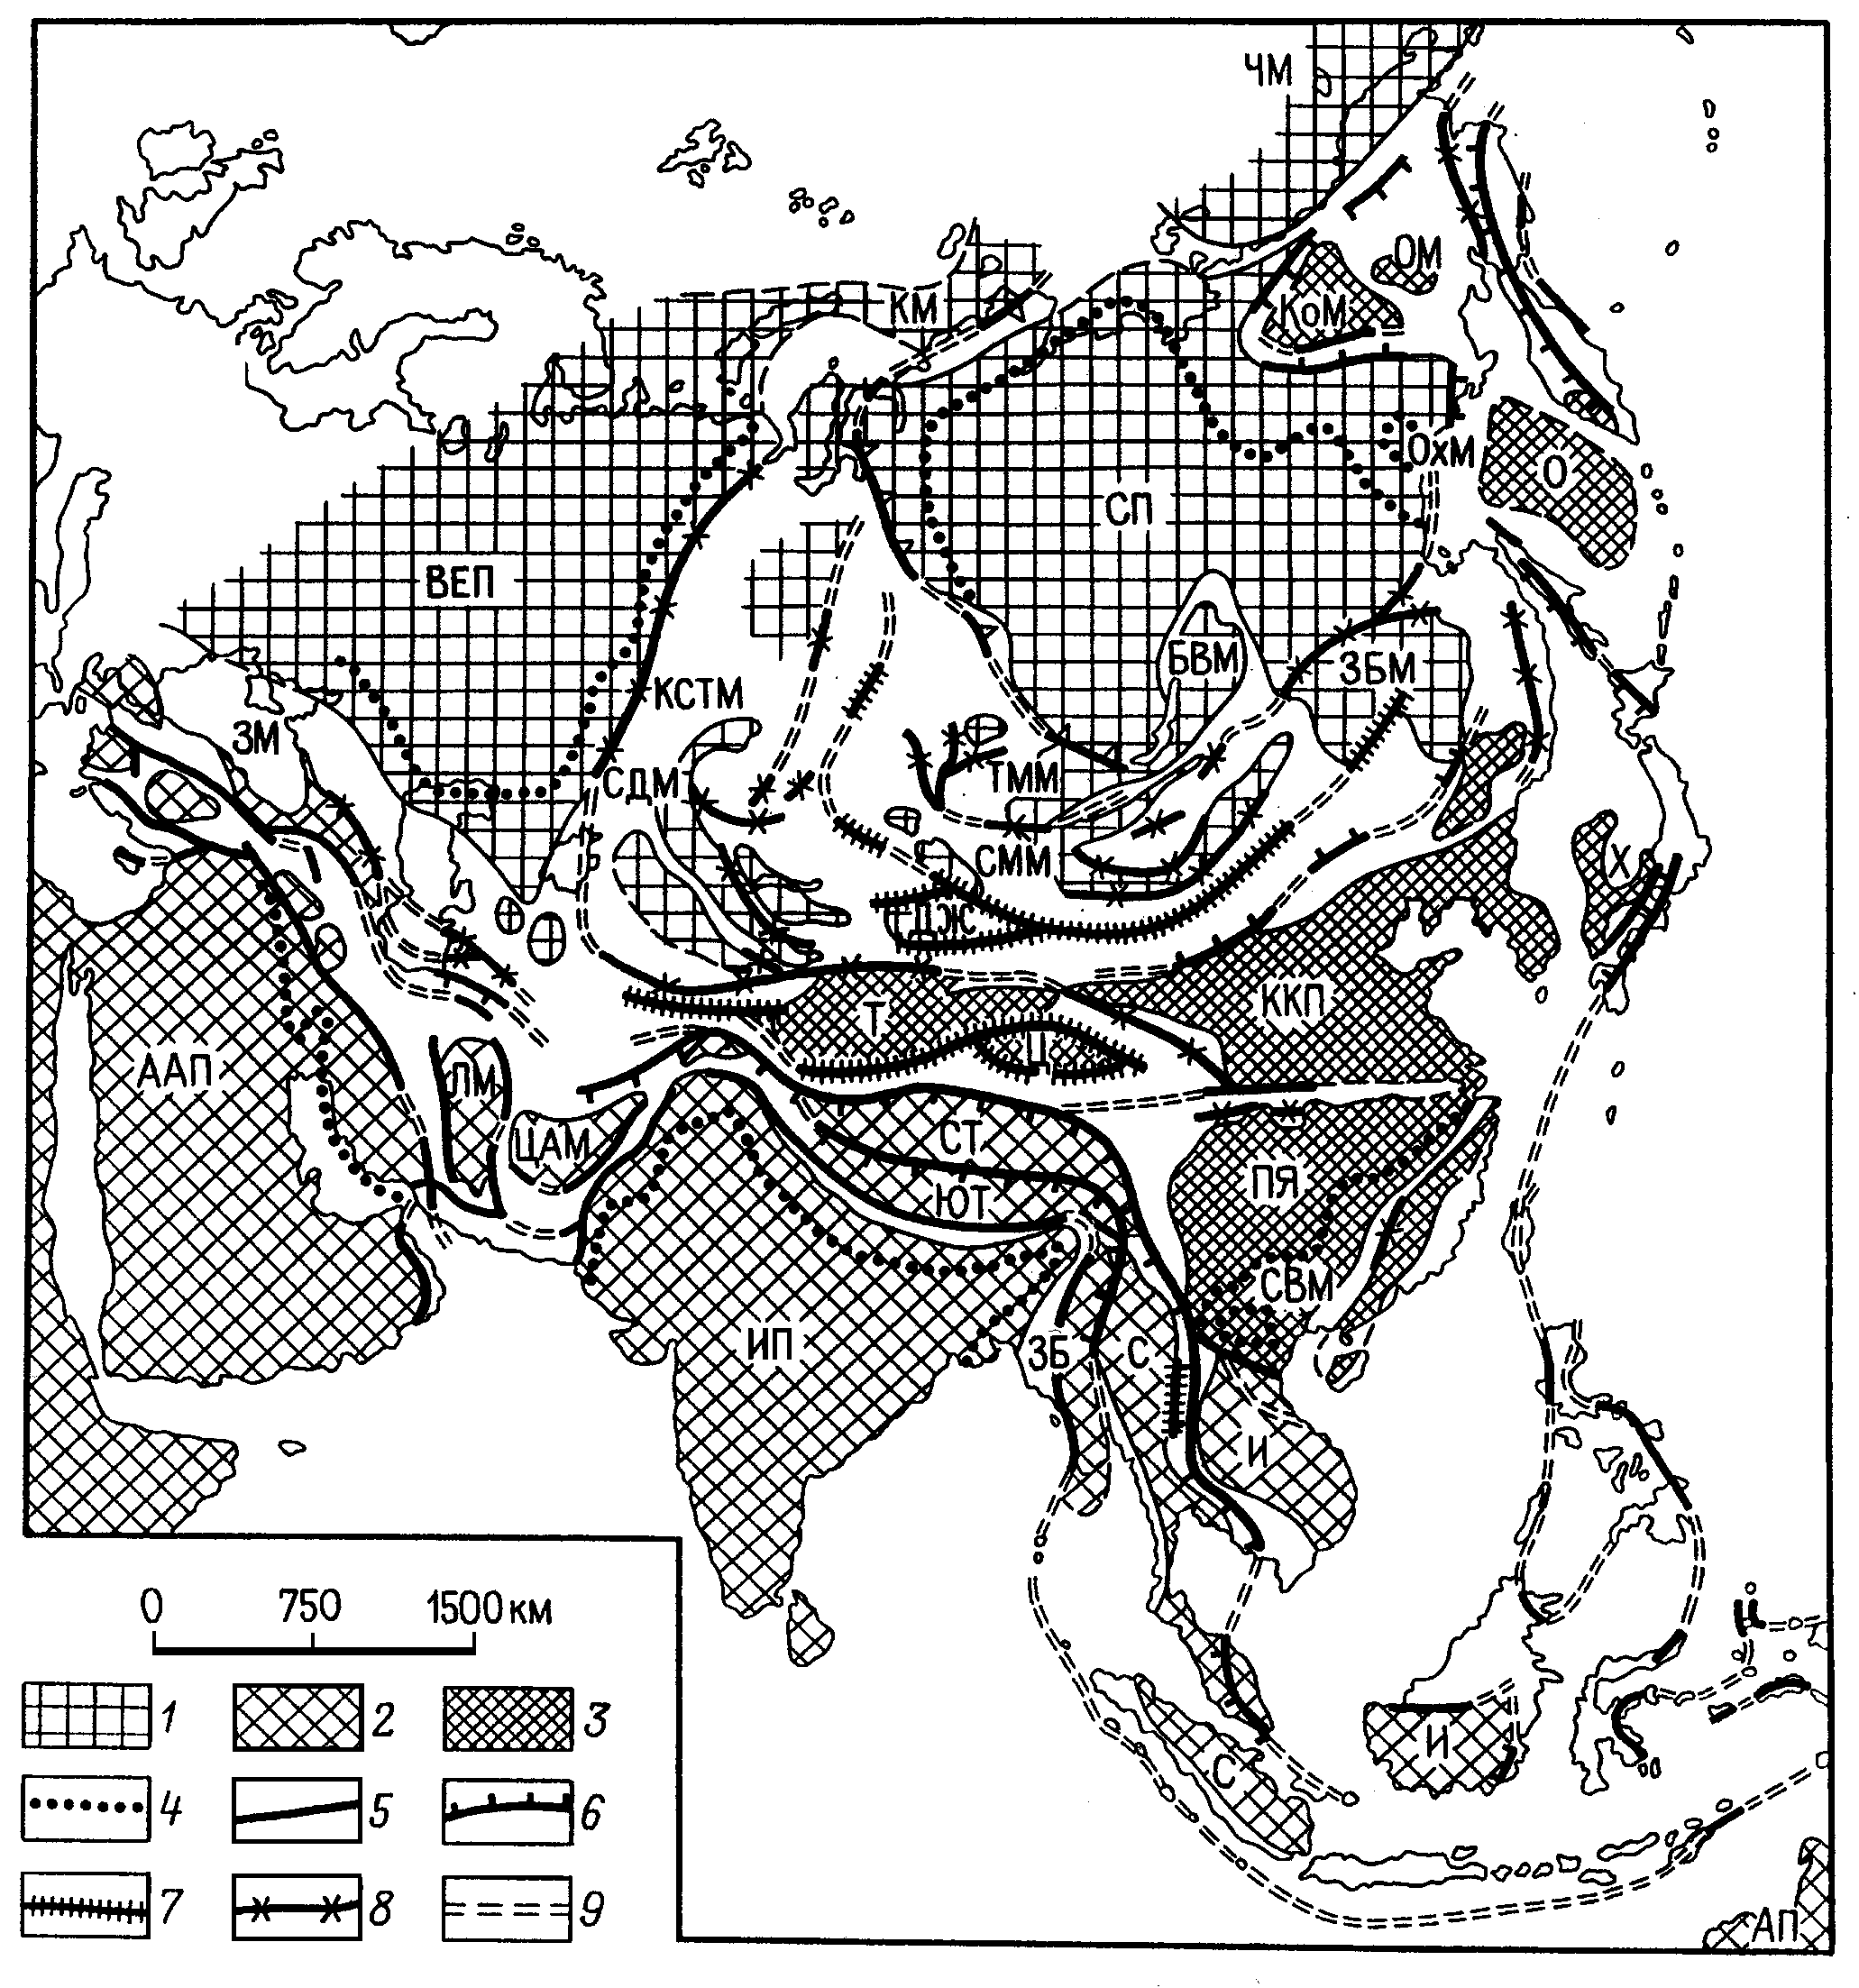 ЧМ
ОМ
КМ
КоМ
ОхМ
О
СП
ВЕП
БВМ
ЗБМ
КСТМ
ЗМ
СДМ
ТММ
СММ
Х
ДЖ
ККП
Т
Ц
ААП
ЛМ
ЦАМ
СТ
ПЯ
ЮТ
СВМ
ИП
ЗБ
С
И
0 750 1500 км
1 2 3
4 5 6
7 8 9
И
С
АП